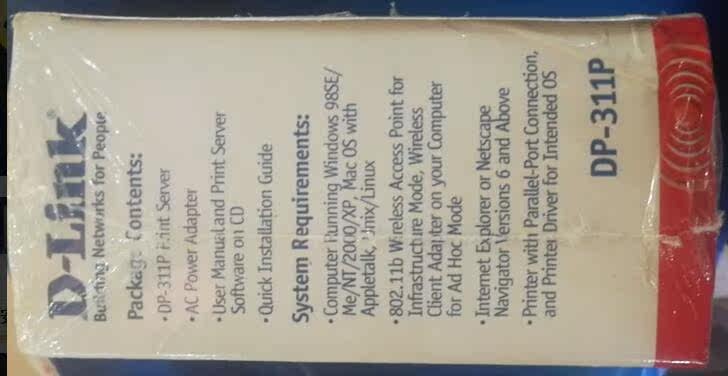 D-Link®
Building Networks for People
Package Contents:
• DP-311P Print Server
• AC Power Adapter
• User Manual and Print Server
Software on CD
• Quick Installation Guide
System Requirements:
• Computer Running Windows 98SE/
Me/NT/2000/XP, Mac OS with
Appletalk, Unix/Linux
• 802.11b Wireless Access Point for
Infrastructure Mode, Wireless
Client Adapter on your Computer
for Ad Hoc Mode
• Internet Explorer or Netscape
Navigator Versions 6 and Above
• Printer with Parallel-Port Connection,
and Printer Driver for Intended OS
DP-311P